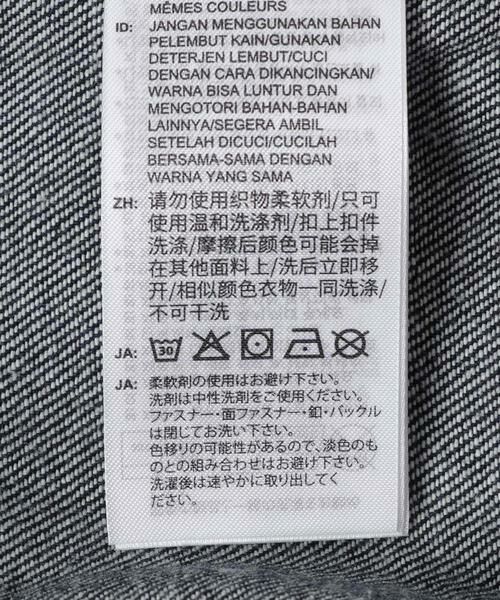 MÊMES COULEURS
ID: JANGAN MENGGUNAKAN BAHAN
PELEMBUT KAIN/GUNAKAN
DETERJEN LEMBUT/CUCI
DENGAN CARA DIKANCINGKAN/
WARNA BISA LUNTUR DAN
MENGOTORI BAHAN-BAHAN
LAINNYA/SEGERA AMBIL
SETELAH DICUCI/CUCILAH
BERSAMA-SAMA DENGAN
WARNA YANG SAMA
ZH: 请勿使用织物柔软剂/只可
使用温和洗涤剂/扣上扣件
洗涤/摩擦后颜色可能会掉
在其他面料上/洗后立即移
开/相似颜色衣物一同洗涤/
不可干洗
JA: 30
JA: 柔軟剤の使用はお避け下さい。
洗剤は中性洗剤をご使用ください。
ファスナー・面ファスナー・釦・バックル
は閉じてお洗い下さい。
色移りの可能性があるので、淡色のも
のとの組み合わせはお避け下さい。
洗濯後は速やかに取り出してく
ださい。